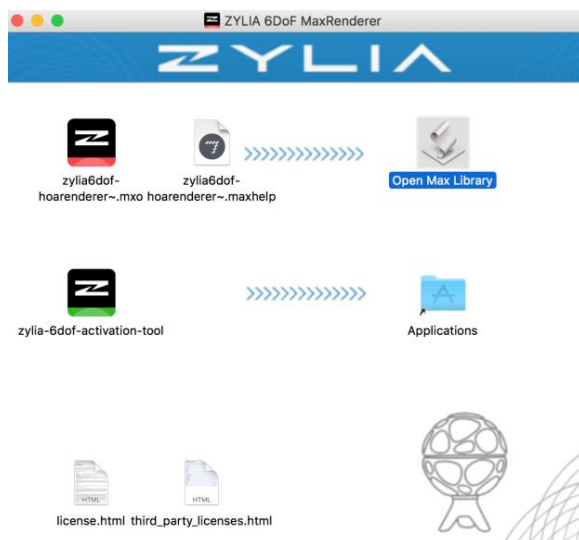 ZYLIA 6DoF MaxRenderer
ZYLIA
zylia6dof-
hoarenderer~.mxo
zylia6dof-
hoarenderer~.maxhelp
Open Max Library
zylia-6dof-activation-tool
Applications
HTML
license.html
HTML
third_party_licenses.html